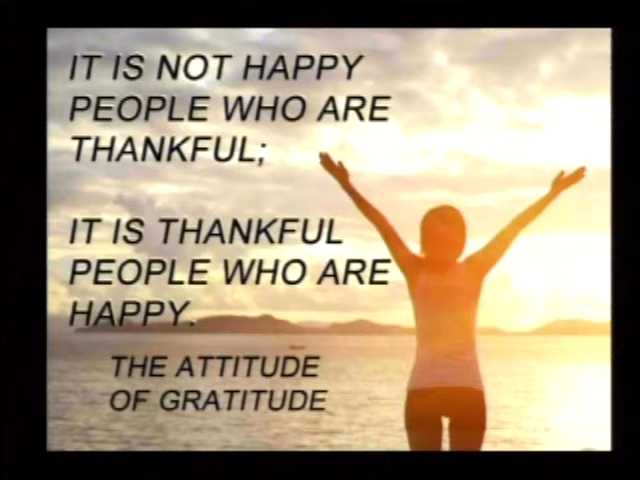 IT IS NOT HAPPY
PEOPLE WHO ARE
THANKFUL;
IT IS THANKFUL
PEOPLE WHO ARE
HAPPY.
THE ATTITUDE
OF GRATITUDE